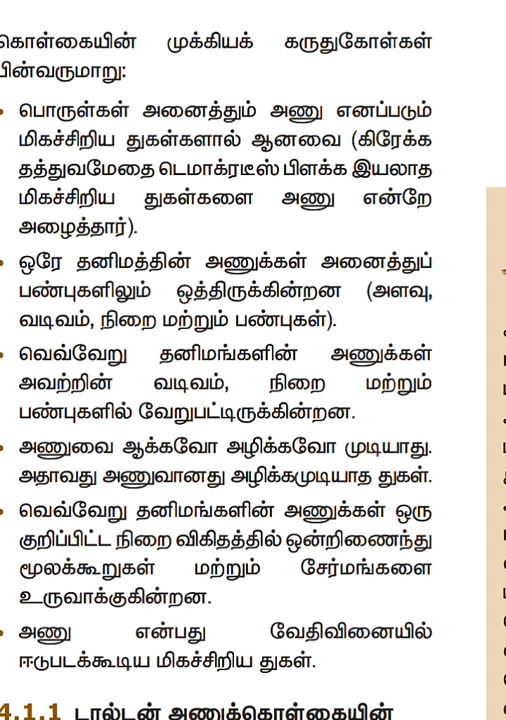 கொள்கையின் முக்கியக் கருதுகோள்கள்
பின்வருமாறு:
• பொருள்கள் அனைத்தும் அணு எனப்படும்
மிகச்சிறிய துகள்களால் ஆனவை (கிரேக்க
தத்துவமேதை டெமாக்ரடீஸ் பிளக்க இயலாத
மிகச்சிறிய துகள்களை அணு என்றே
அழைத்தார்).
• ஒரே தனிமத்தின் அணுக்கள் அனைத்துப்
பண்புகளிலும் ஒத்திருக்கின்றன (அளவு,
வடிவம், நிறை மற்றும் பண்புகள்).
• வெவ்வேறு தனிமங்களின் அணுக்கள்
அவற்றின் வடிவம், நிறை மற்றும்
பண்புகளில் வேறுபட்டிருக்கின்றன.
• அணுவை ஆக்கவோ அழிக்கவோ முடியாது.
அதாவது அணுவானது அழிக்கமுடியாத துகள்.
• வெவ்வேறு தனிமங்களின் அணுக்கள் ஒரு
குறிப்பிட்ட நிறை விகிதத்தில் ஒன்றிணைந்து
மூலக்கூறுகள் மற்றும் சேர்மங்களை
உருவாக்குகின்றன.
• அணு என்பது வேதிவினையில்
ஈடுபடக்கூடிய மிகச்சிறிய துகள்.
4.1.1 டால்டன் அணுக்கொள்கையின்